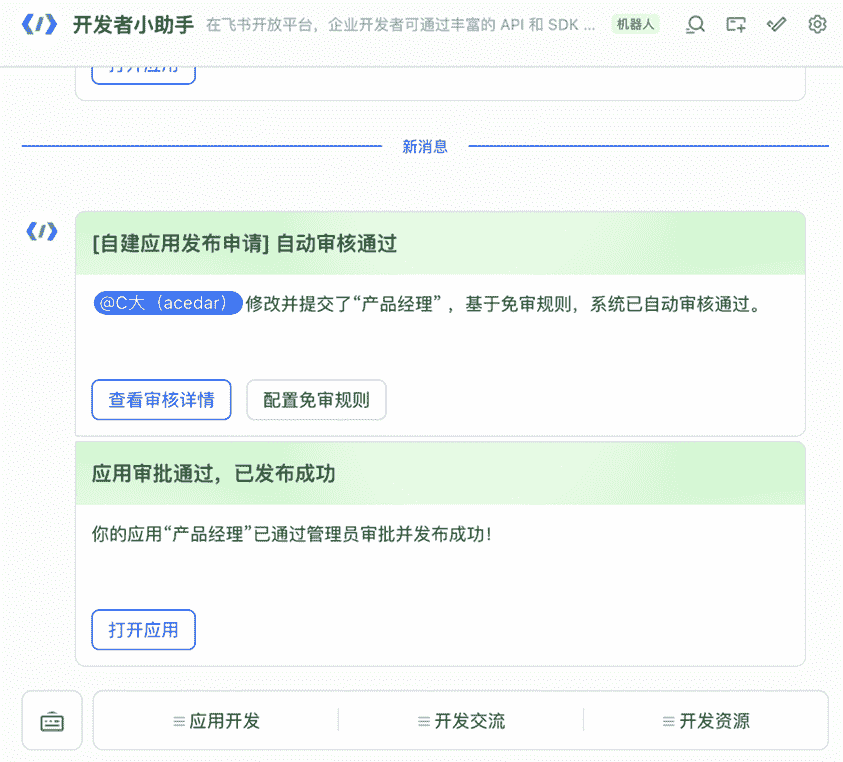 开发者小助手 在飞书开放平台，企业开发者可通过丰富的 API 和 SDK ... 机器人
打开应用
新消息
[自建应用发布申请] 自动审核通过
@C大（acedar）修改并提交了“产品经理”，基于免审规则，系统已自动审核通过。
查看审核详情 配置免审规则
应用审批通过，已发布成功
你的应用“产品经理”已通过管理员审批并发布成功！
打开应用
应用开发 开发交流 开发资源